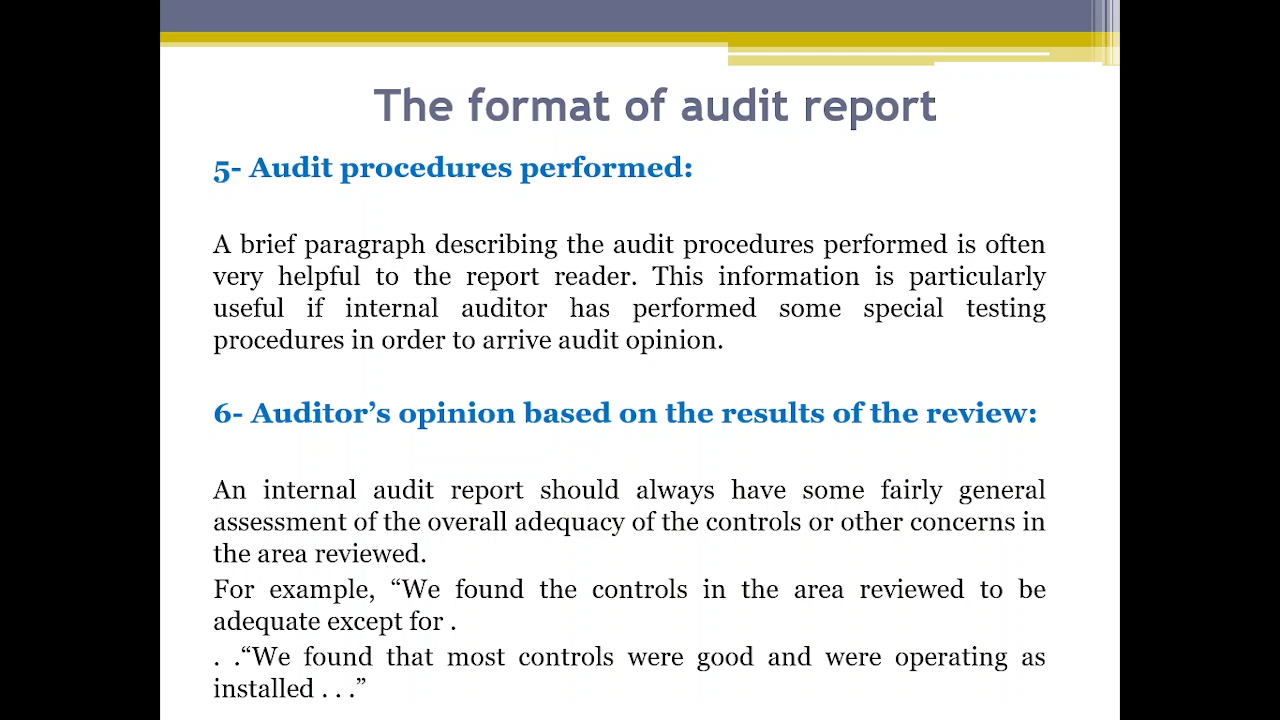 The format of audit report
5- Audit procedures performed:
A brief paragraph describing the audit procedures performed is often
very helpful to the report reader. This information is particularly
useful if internal auditor has performed some special testing
procedures in order to arrive audit opinion.
6- Auditor’s opinion based on the results of the review:
An internal audit report should always have some fairly general
assessment of the overall adequacy of the controls or other concerns in
the area reviewed.
For example, “We found the controls in the area reviewed to be
adequate except for .
. .“We found that most controls were good and were operating as
installed . . .”